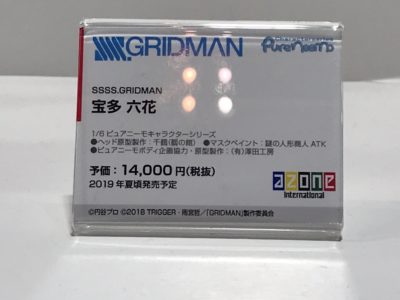 SSSS.GRIDMAN
PureNeemo
SSSS.GRIDMAN
宝多 六花
1/6 ピュアニーモキャラクターシリーズ
●ヘッド原型製作:千鶴(鶴の館) ●マスクペイント:謎の人形職人 ATK
●ピュアニーモボディ企画協力・原型製作:(有)澤田工房
予価:14,000円(税抜)
2019年夏頃発売予定
azone
international
©円谷プロ ©2018 TRIGGER・雨宮哲/「GRIDMAN」製作委員会